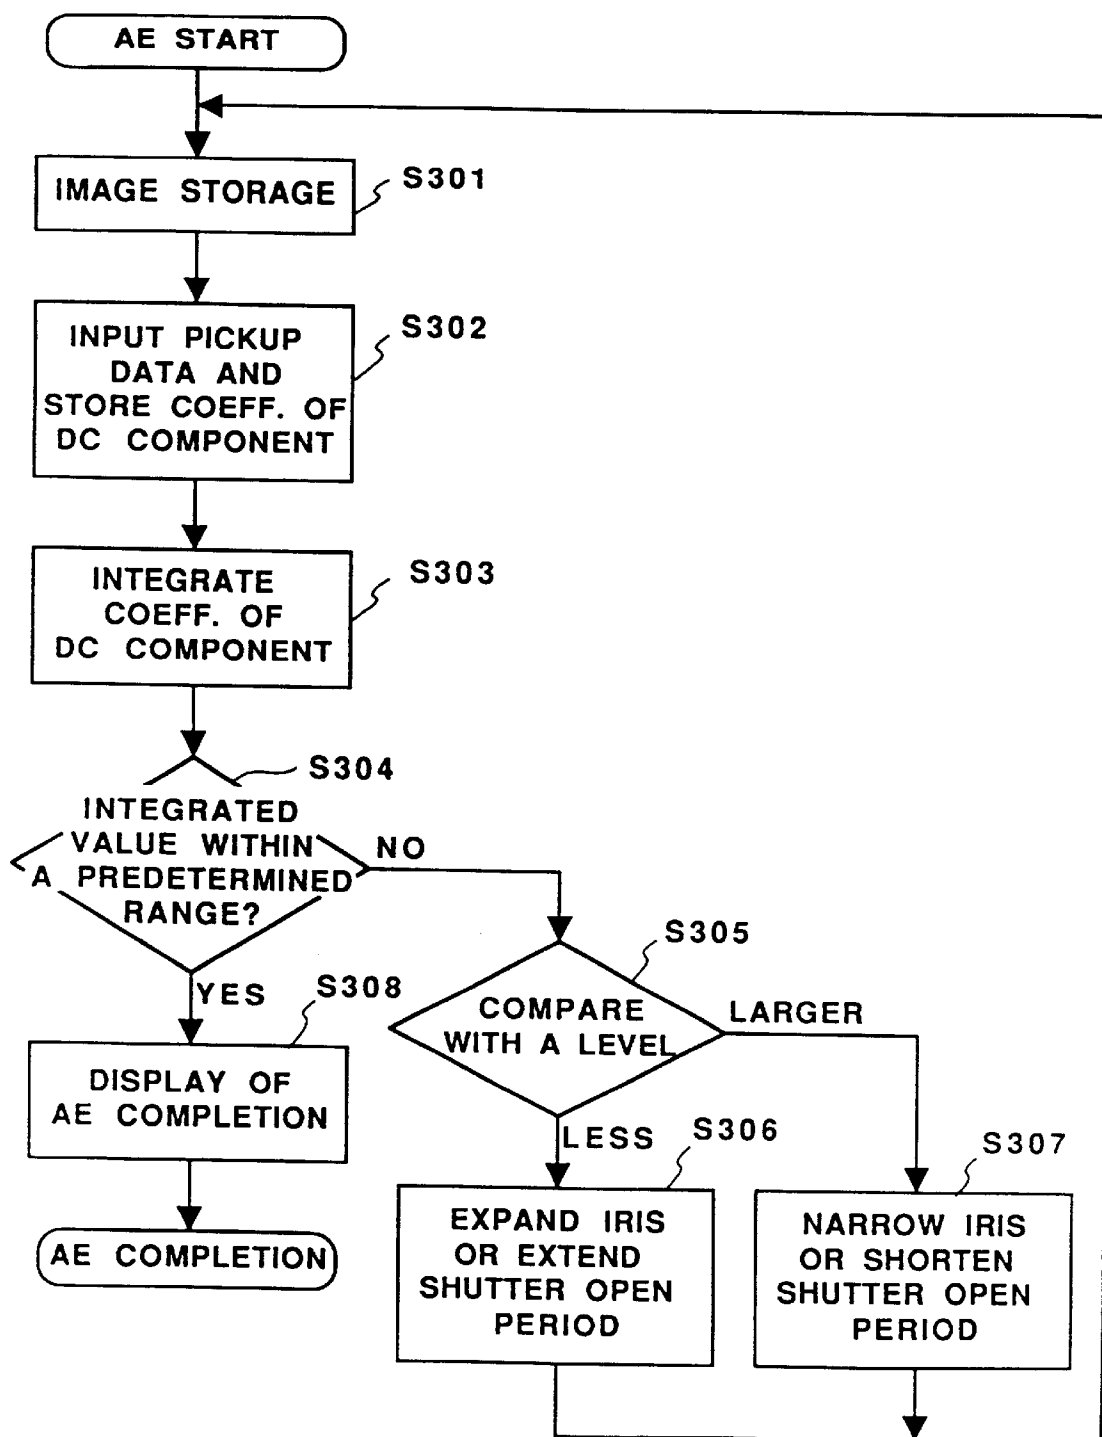 AE START
IMAGE STORAGE
S301
INPUT PICKUP
DATA AND
STORE COEFF. OF
DC COMPONENT
S302
INTEGRATE
COEFF. OF
DC COMPONENT
S303
S304
INTEGRATED
VALUE WITHIN
A PREDETERMINED
RANGE?
NO
YES
S305
COMPARE
WITH A LEVEL
LARGER
LESS
S308
DISPLAY OF
AE COMPLETION
AE COMPLETION
S306
EXPAND IRIS
OR EXTEND
SHUTTER OPEN
PERIOD
S307
NARROW IRIS
OR SHORTEN
SHUTTER OPEN
PERIOD